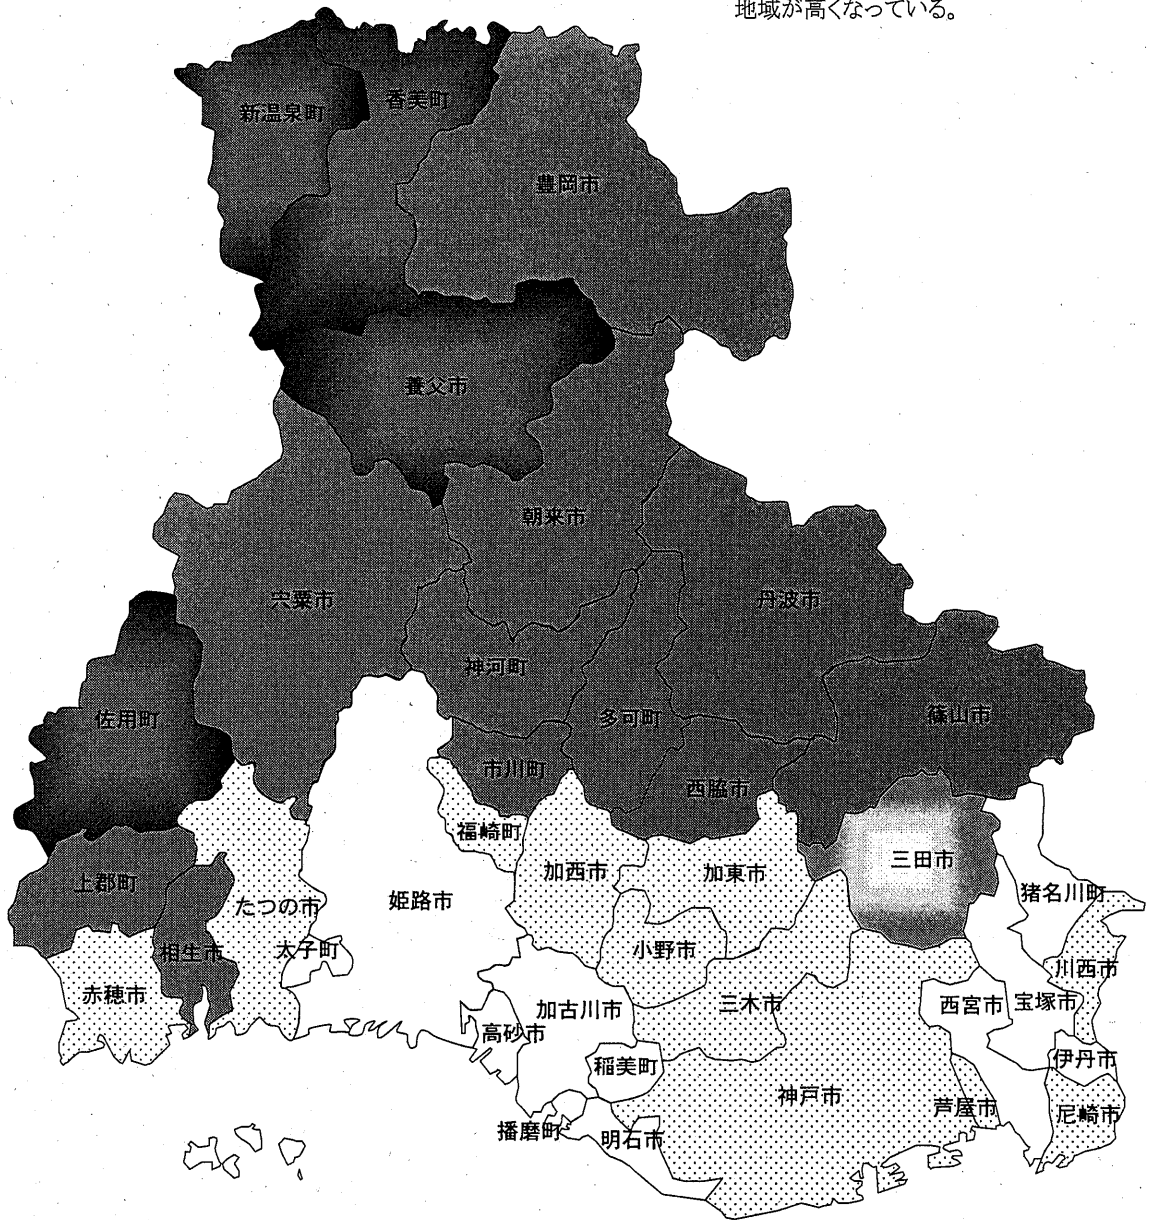 地域が高くなっている。
新温泉町
香美町
豊岡市
養父市
朝来市
宍粟市
丹波市
神河町
佐用町
多可町
篠山市
市川町
西脇市
福崎町
三田市
加西市
加東市
上郡町
猪名川町
姫路市
たつの市
相生市
太子町
小野市
川西市
赤穂市
三木市
西宮市
宝塚市
加古川市
高砂市
伊丹市
稲美町
神戸市
芦屋市
尼崎市
播磨町
明石市